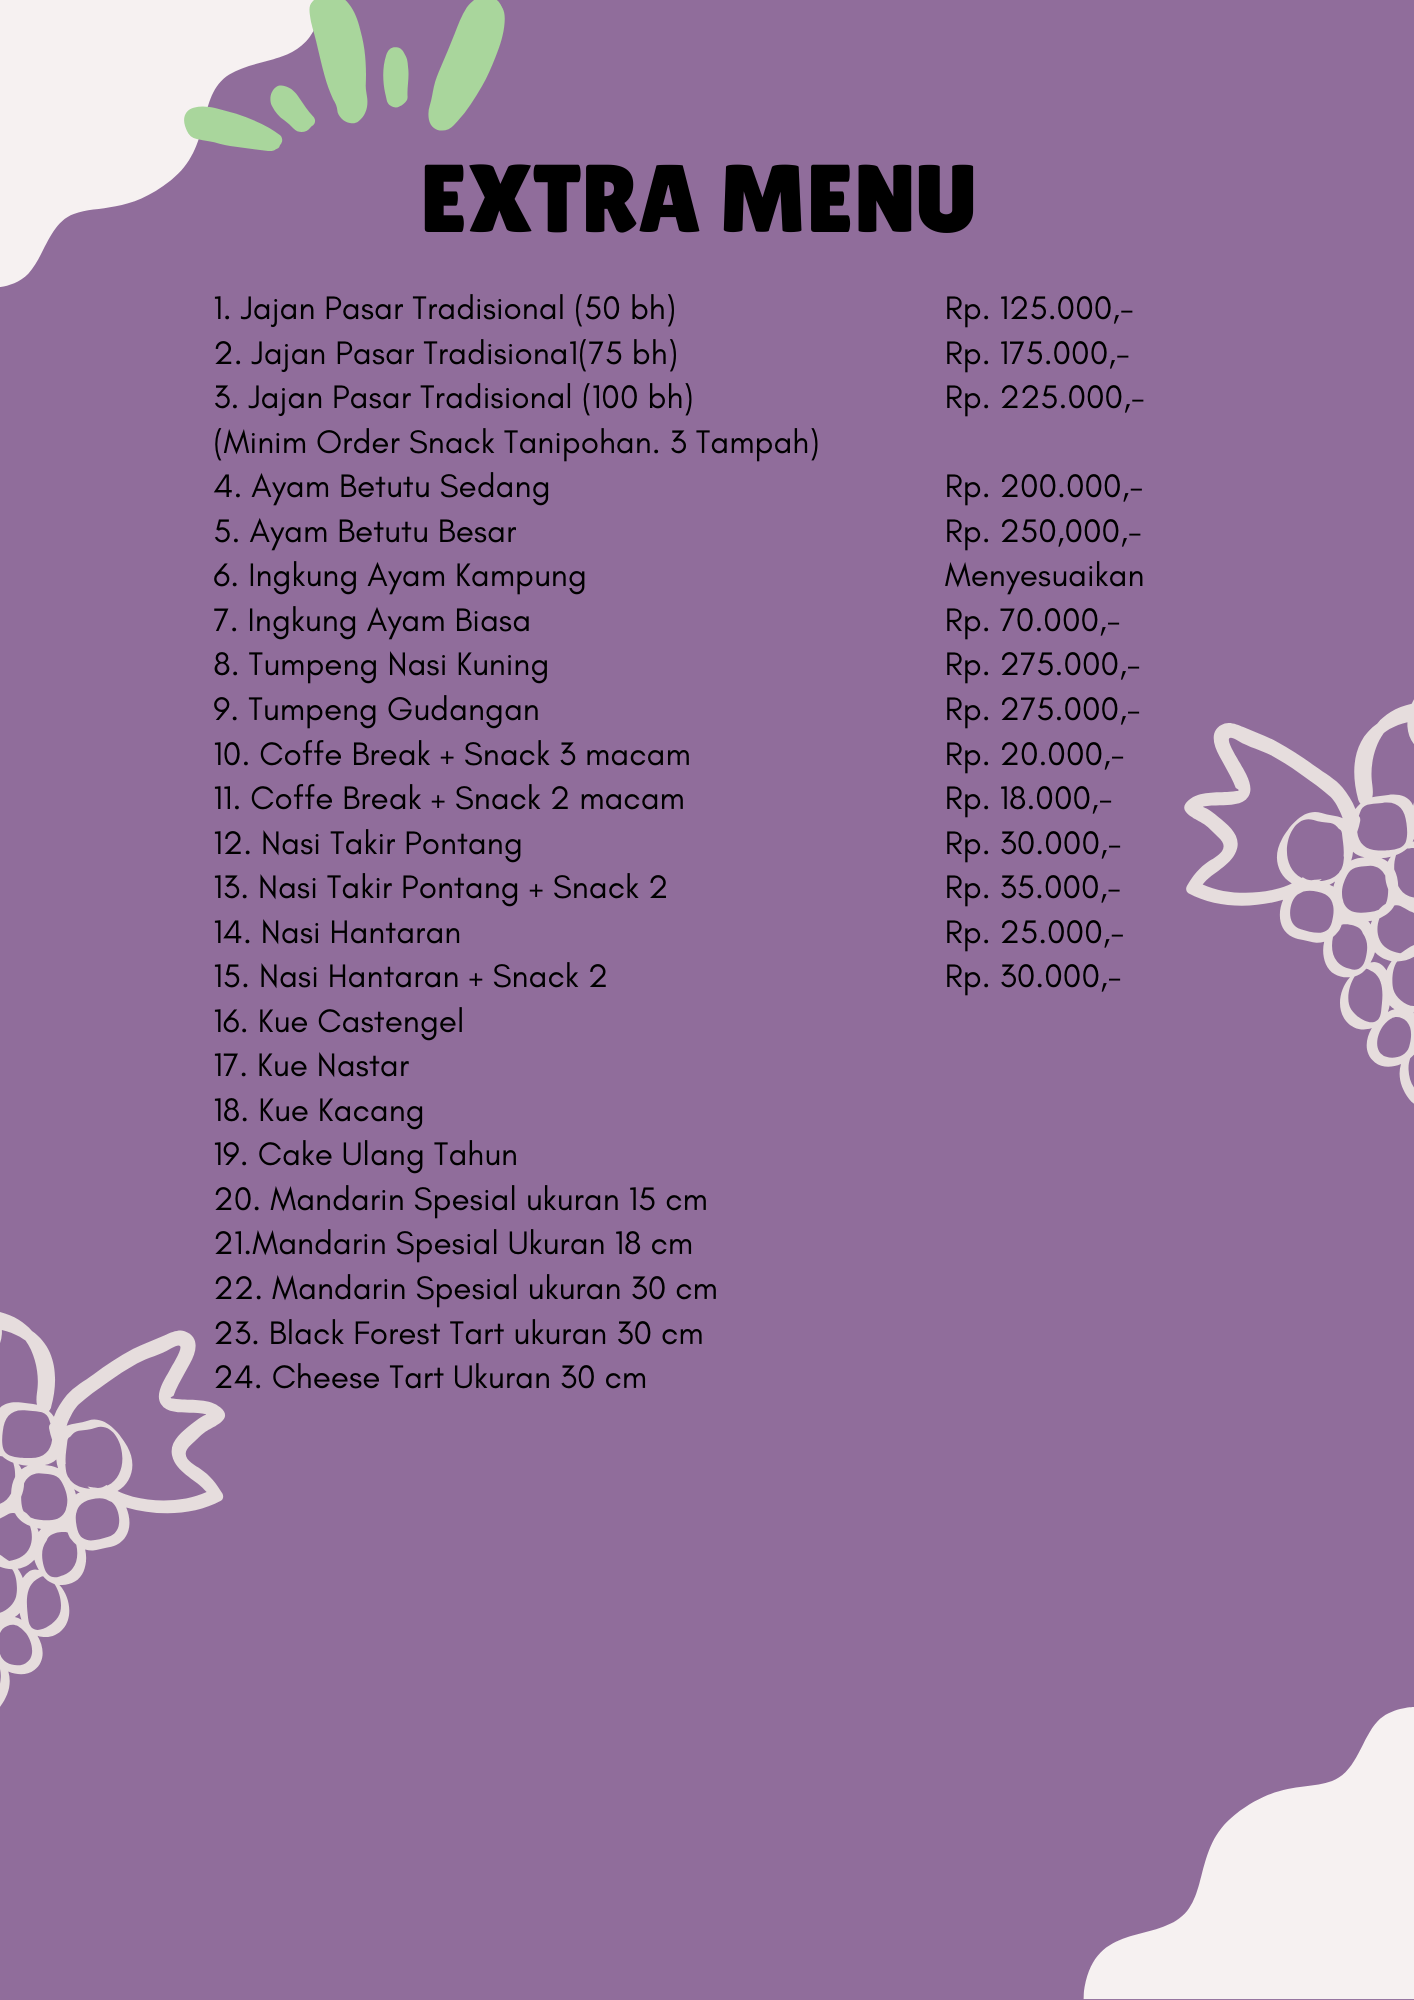 EXTRA MENU
1. Jajan Pasar Tradisional (50 bh) Rp. 125.000,-
2. Jajan Pasar Tradisiona1(75 bh) Rp. 175.000,-
3. Jajan Pasar Tradisional (100 bh) Rp. 225.000,-
(Minim Order Snack Tanipohan. 3 Tampah)
4. Ayam Betutu Sedang Rp. 200.000,-
5. Ayam Betutu Besar Rp. 250,000,-
6. Ingkung Ayam Kampung Menyesuaikan
7. Ingkung Ayam Biasa Rp. 70.000,-
8. Tumpeng Nasi Kuning Rp. 275.000,-
9. Tumpeng Gudangan Rp. 275.000,-
10. Coffe Break + Snack 3 macam Rp. 20.000,-
11. Coffe Break + Snack 2 macam Rp. 18.000,-
12. Nasi Takir Pontang Rp. 30.000,-
13. Nasi Takir Pontang + Snack 2 Rp. 35.000,-
14. Nasi Hantaran Rp. 25.000,-
15. Nasi Hantaran + Snack 2 Rp. 30.000,-
16. Kue Castengel
17. Kue Nastar
18. Kue Kacang
19. Cake Ulang Tahun
20. Mandarin Spesial ukuran 15 cm
21.Mandarin Spesial Ukuran 18 cm
22. Mandarin Spesial ukuran 30 cm
23. Black Forest Tart ukuran 30 cm
24. Cheese Tart Ukuran 30 cm